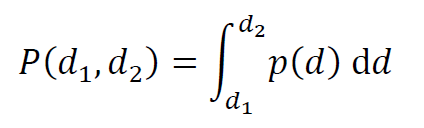 P(d₁, d₂) = ∫_{d₁}^{d₂} p(d) dd